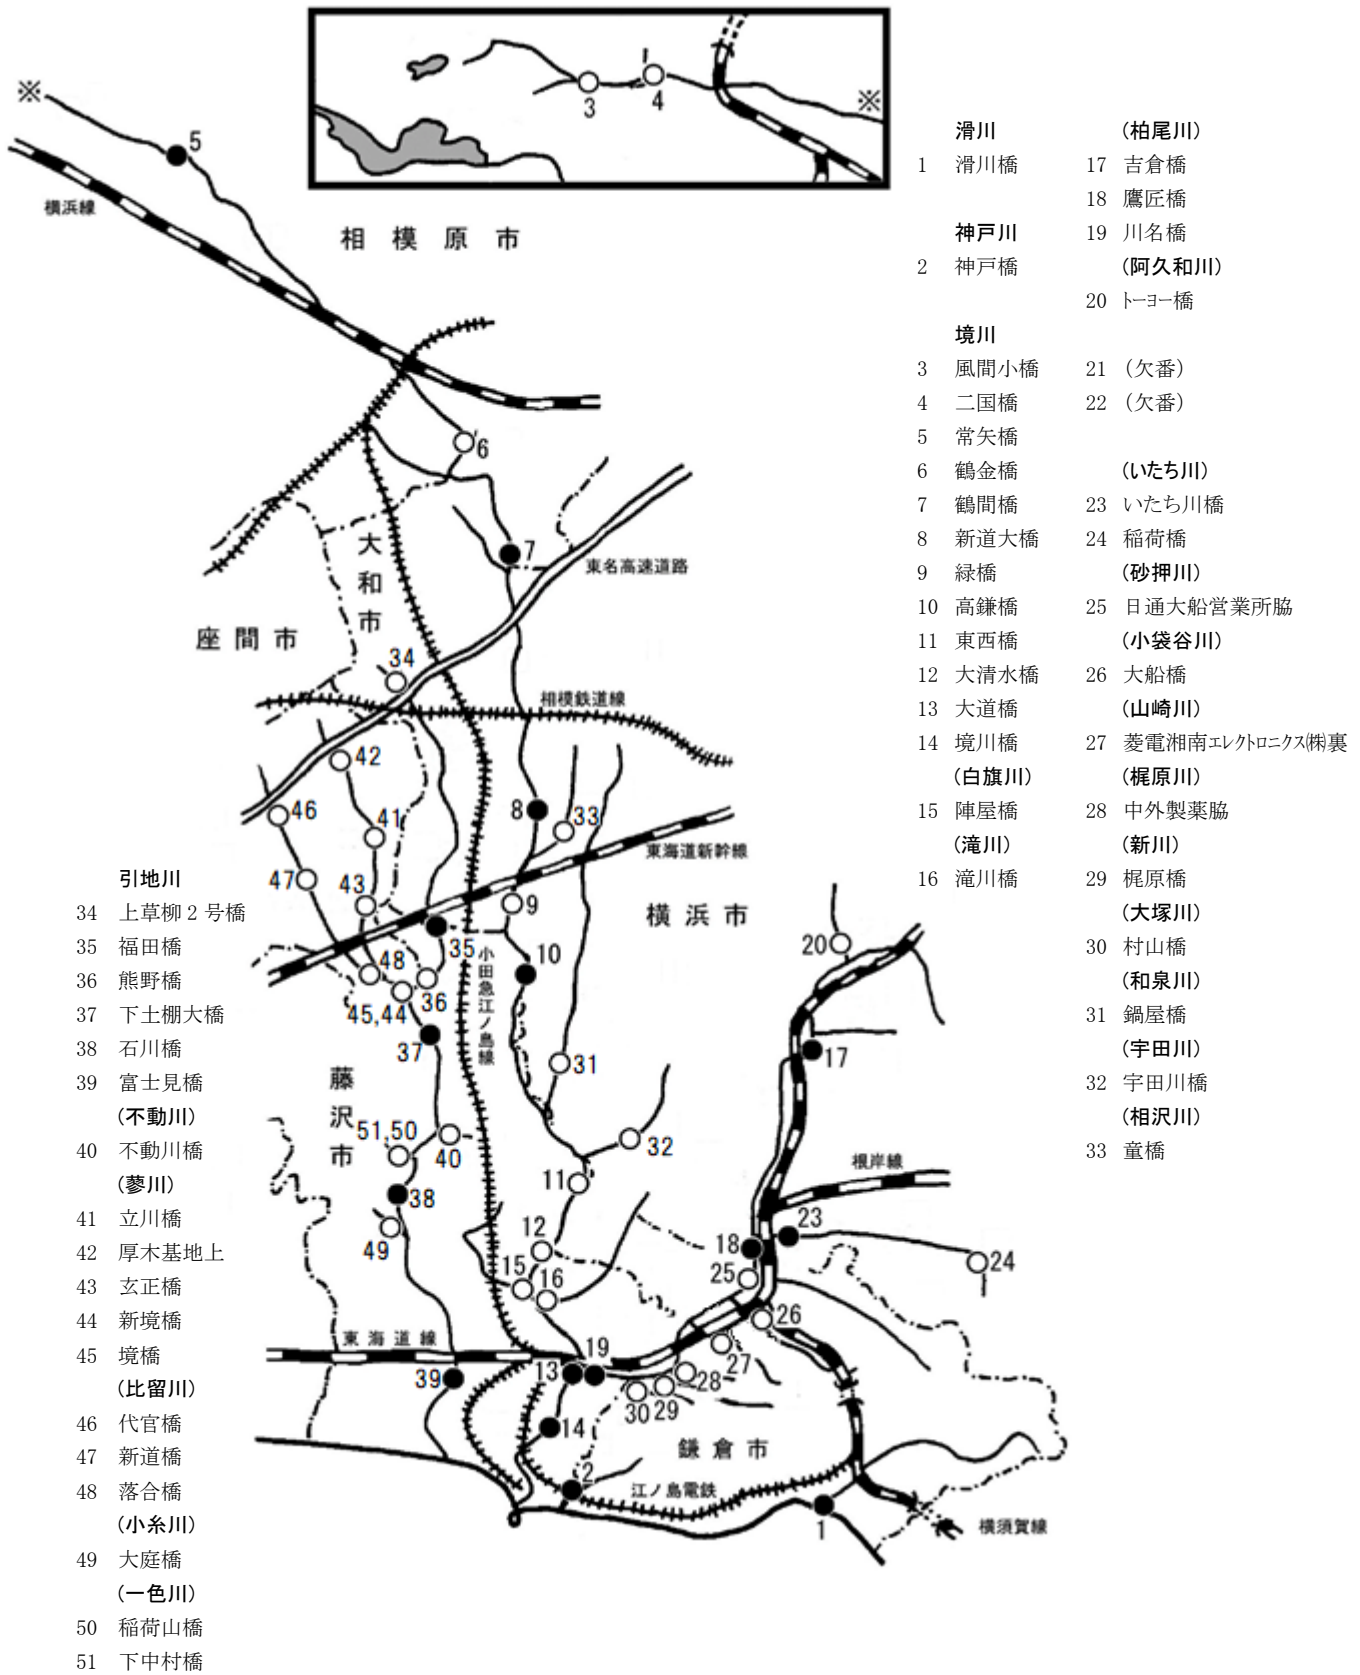 ※
3
4
※
5
横浜線
相模原市
6
7
大和市
東名高速道路
座間市
34
相模鉄道線
42
46
8
33
41
東海道新幹線
47
43
9
横浜市
35
10
20
小田急江ノ島線
48
36
45,44
37
17
31
藤沢市
51,50
40
32
根岸線
11
38
23
49
12
18
24
15
16
25
26
東海道線
19
27
13
39
28
30
29
14
鎌倉市
2
江ノ島電鉄
1
横須賀線
滑川
1 滑川橋
神戸川
2 神戸橋
境川
3 風間小橋
4 二国橋
5 常矢橋
6 鶴金橋
7 鶴間橋
8 新道大橋
9 緑橋
10 高鎌橋
11 東西橋
12 大清水橋
13 大道橋
14 境川橋
(白旗川)
15 陣屋橋
(滝川)
16 滝川橋
(柏尾川)
17 吉倉橋
18 鷹匠橋
19 川名橋
(阿久和川)
20 トーヨー橋
21 (欠番)
22 (欠番)
(いたち川)
23 いたち川橋
24 稲荷橋
(砂押川)
25 日通大船営業所脇
(小袋谷川)
26 大船橋
(山崎川)
27 菱電湘南エレクトロニクス㈱裏
(梶原川)
28 中外製薬脇
(新川)
29 梶原橋
(大塚川)
30 村山橋
(和泉川)
31 鍋屋橋
(宇田川)
32 宇田川橋
(相沢川)
33 童橋
引地川
34 上草柳2号橋
35 福田橋
36 熊野橋
37 下土棚大橋
38 石川橋
39 富士見橋
(不動川)
40 不動川橋
(蓼川)
41 立川橋
42 厚木基地上
43 玄正橋
44 新境橋
45 境橋
(比留川)
46 代官橋
47 新道橋
48 落合橋
(小糸川)
49 大庭橋
(一色川)
50 稲荷山橋
51 下中村橋